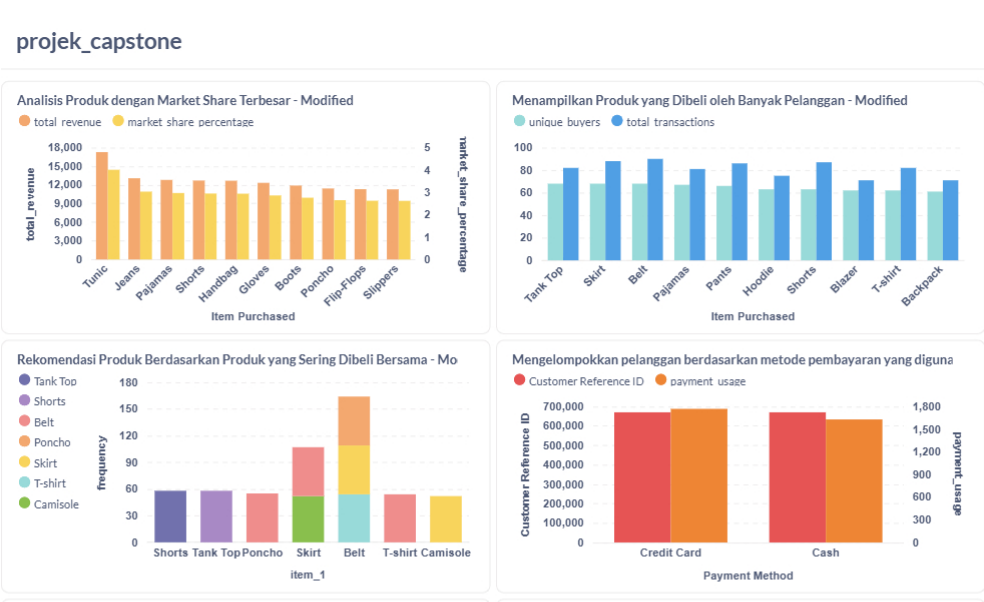 projek_capstone
Analisis Produk dengan Market Share Terbesar - Modified
total_revenue
market_share_percentage
18,000
15,000
12,000
9,000
6,000
3,000
0
total_revenue
5
4
3
2
1
0
market_share_percentage
Tunic
Jeans
Pajamas
Shorts
Handbag
Gloves
Boots
Poncho
Flip-Flops
Slippers
Item Purchased
Menampilkan Produk yang Dibeli oleh Banyak Pelanggan - Modified
unique_buyers
total_transactions
100
80
60
40
20
0
Tank Top
Skirt
Belt
Pajamas
Pants
Hoodie
Shorts
Blazer
T-shirt
Backpack
Item Purchased
Rekomendasi Produk Berdasarkan Produk yang Sering Dibeli Bersama - Mo
Tank Top
Shorts
Belt
Poncho
Skirt
T-shirt
Camisole
180
150
120
90
60
30
0
frequency
Shorts Tank Top Poncho Skirt Belt T-shirt Camisole
item_1
Mengelompokkan pelanggan berdasarkan metode pembayaran yang diguna
Customer Reference ID
payment_usage
700,000
600,000
500,000
400,000
300,000
200,000
100,000
0
Customer Reference ID
1,800
1,500
1,200
900
600
300
0
payment_usage
Credit Card
Cash
Payment Method